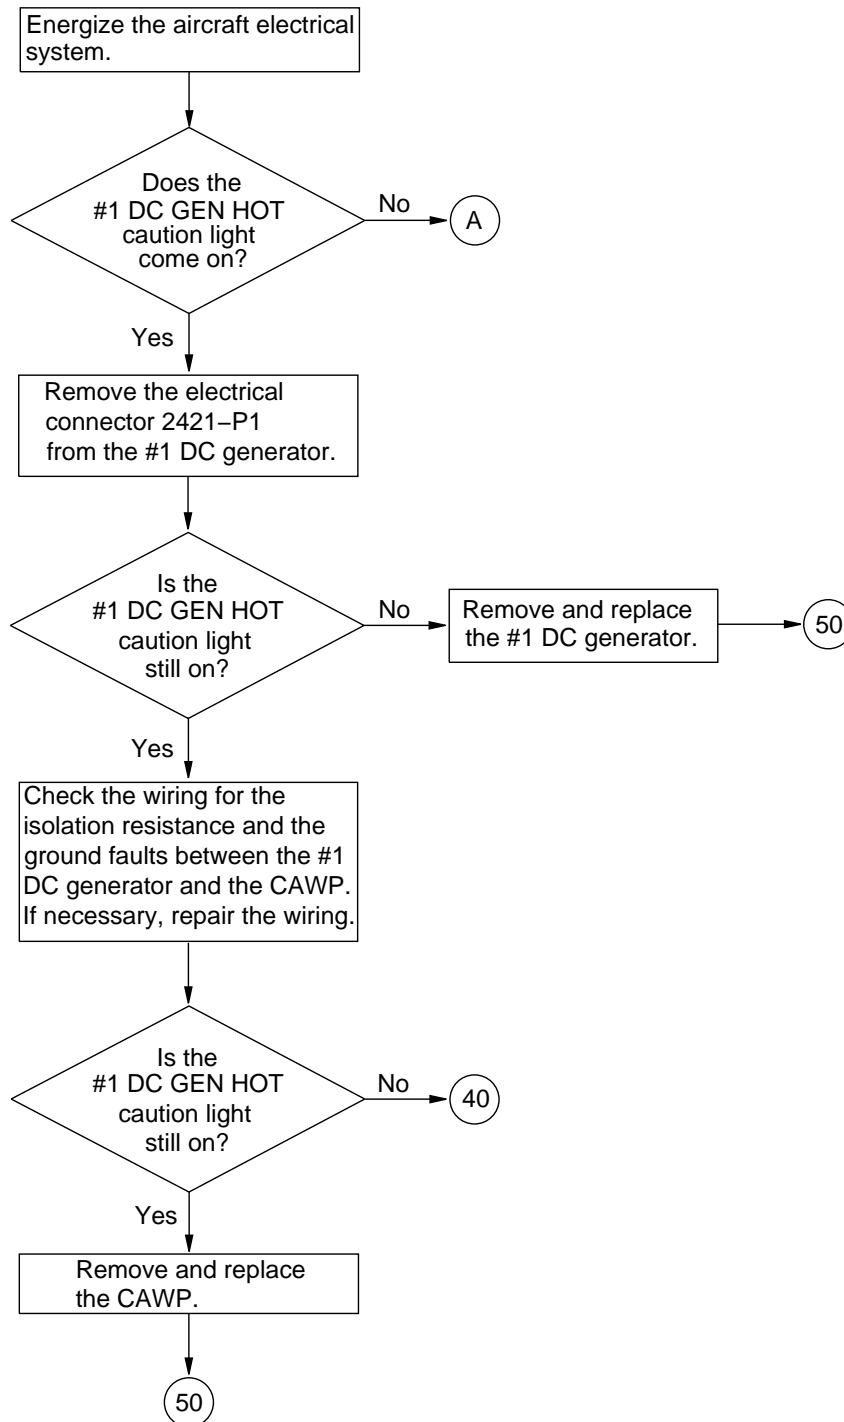 Energize the aircraft electrical
system.
Does the
#1 DC GEN HOT
caution light
come on?
No
A
Yes
Remove the electrical
connector 2421−P1
from the #1 DC generator.
Is the
#1 DC GEN HOT
caution light
still on?
No
Remove and replace
the #1 DC generator.
50
Yes
Check the wiring for the
isolation resistance and the
ground faults between the #1
DC generator and the CAWP.
If necessary, repair the wiring.
Is the
#1 DC GEN HOT
caution light
still on?
No
40
Yes
Remove and replace
the CAWP.
50